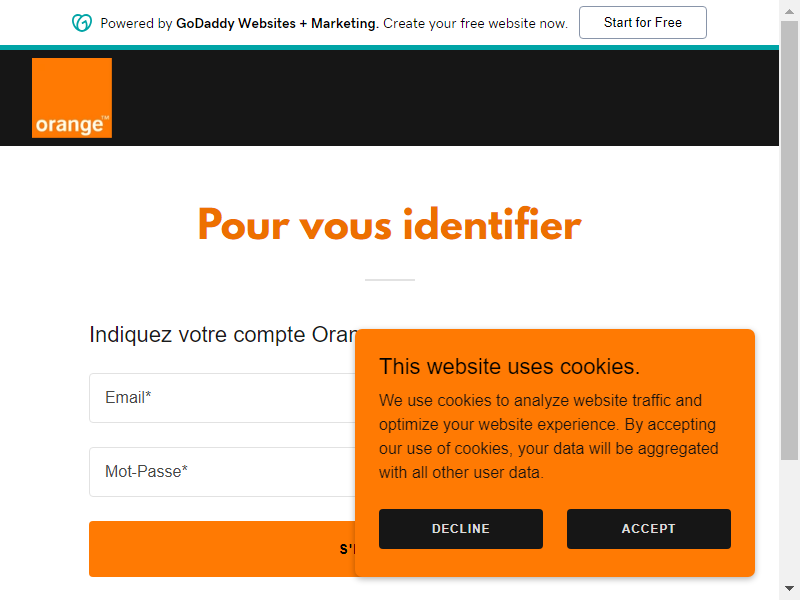 Powered by GoDaddy Websites + Marketing. Create your free website now.
Start for Free
orange™
Pour vous identifier
Indiquez votre compte
Email*
Mot-Passe*
This website uses cookies.
We use cookies to analyze website traffic and
optimize your website experience. By accepting
our use of cookies, your data will be aggregated
with all other user data.
DECLINE
ACCEPT